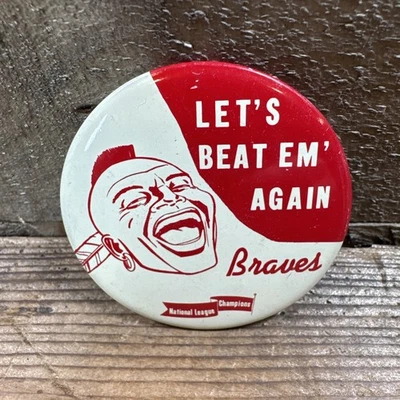 LET'S
BEAT EM'
AGAIN
Braves
National League Champions